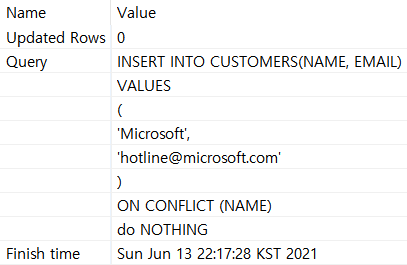 Name Value
Updated Rows 0
Query INSERT INTO CUSTOMERS(NAME, EMAIL)
VALUES
(
'Microsoft',
'hotline@microsoft.com'
)
ON CONFLICT (NAME)
do NOTHING
Finish time Sun Jun 13 22:17:28 KST 2021